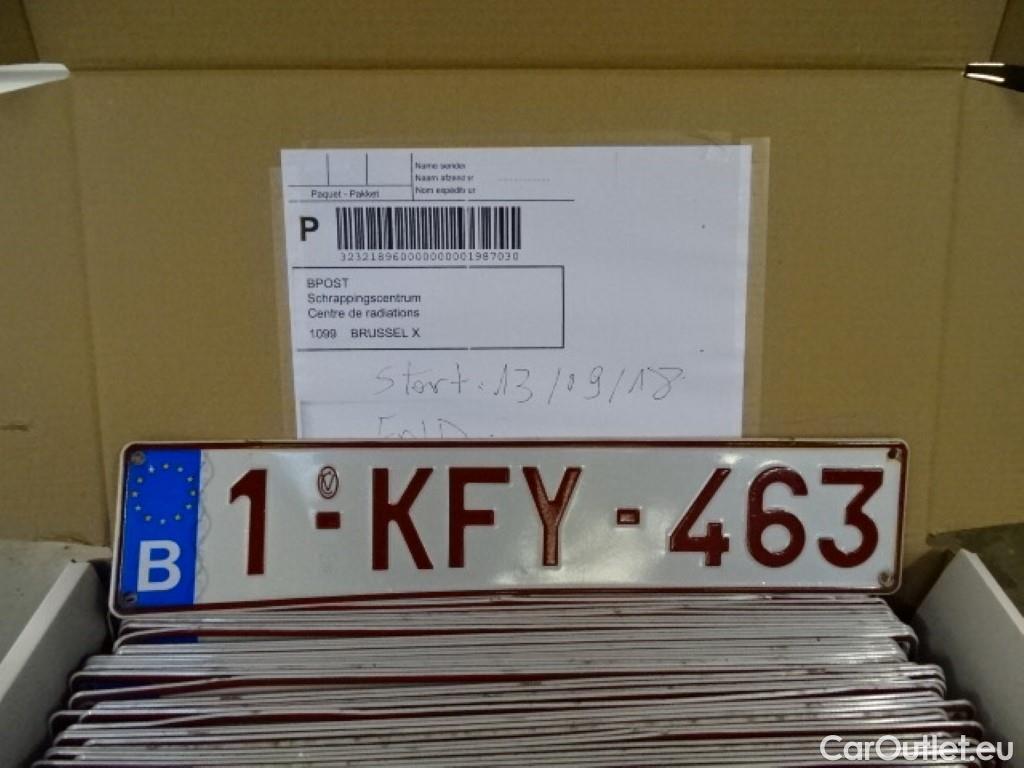 Name sender
Naam afzender
Nom expéditeur
Paquet - Pakket
P
323218960000000001987030
BPOST
Schrappingscentrum
Centre de radiations
1099 BRUSSEL X
Start: 13/09/18
B
1-KFY-463
CarOutlet.eu